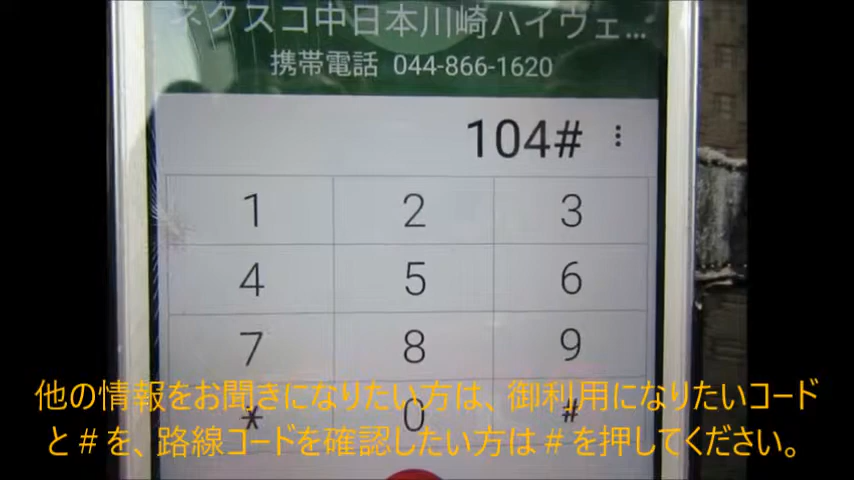 ネクスコ中日本川崎ハイウェ...
携帯電話 044-866-1620
104#
1 2 3
4 5 6
7 8 9
* 0 #
他の情報をお聞きになりたい方は、御利用になりたいコード
と#を、路線コードを確認したい方は#を押してください。